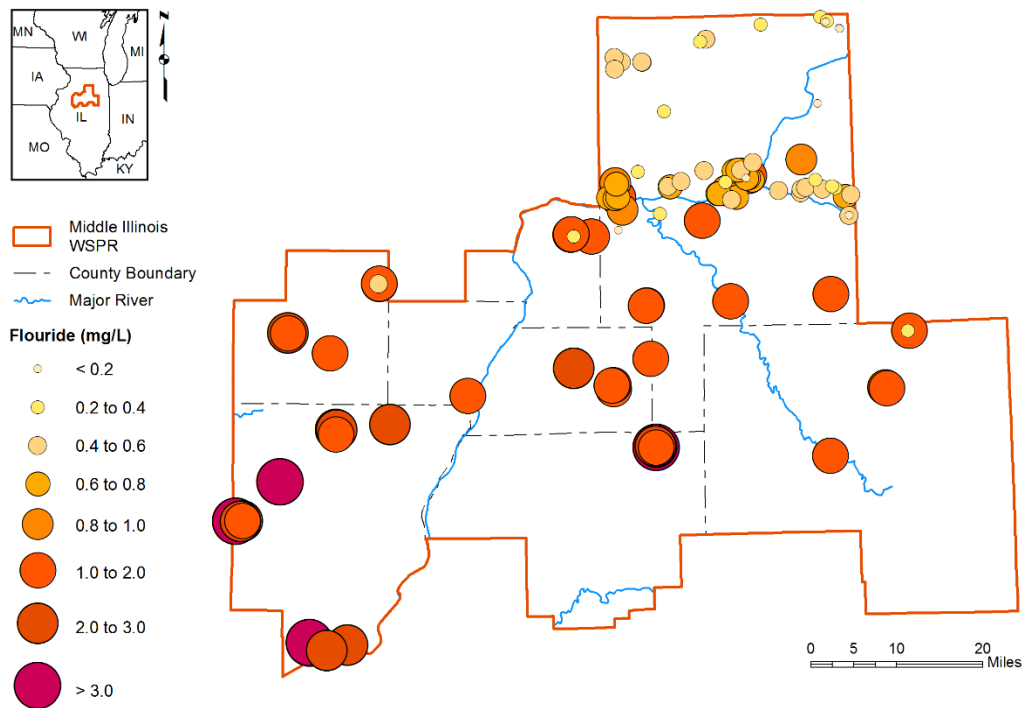 N
MN
WI
MI
IA
IL
IN
MO
KY
Middle Illinois
WSPR
County Boundary
Major River
Flouride (mg/L)
< 0.2
0.2 to 0.4
0.4 to 0.6
0.6 to 0.8
0.8 to 1.0
1.0 to 2.0
2.0 to 3.0
> 3.0
0 5 10 20
Miles